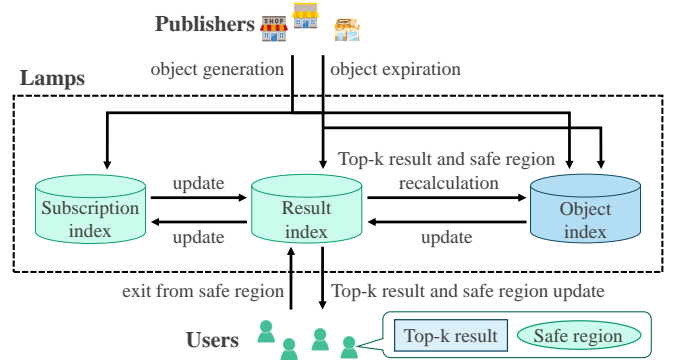 Publishers
SHOP
object generation
object expiration
Lamps
Top-k result and safe region
recalculation
update
Subscription
index
Result
index
Object
index
update
update
exit from safe region
Top-k result and safe region update
Users
Top-k result
Safe region